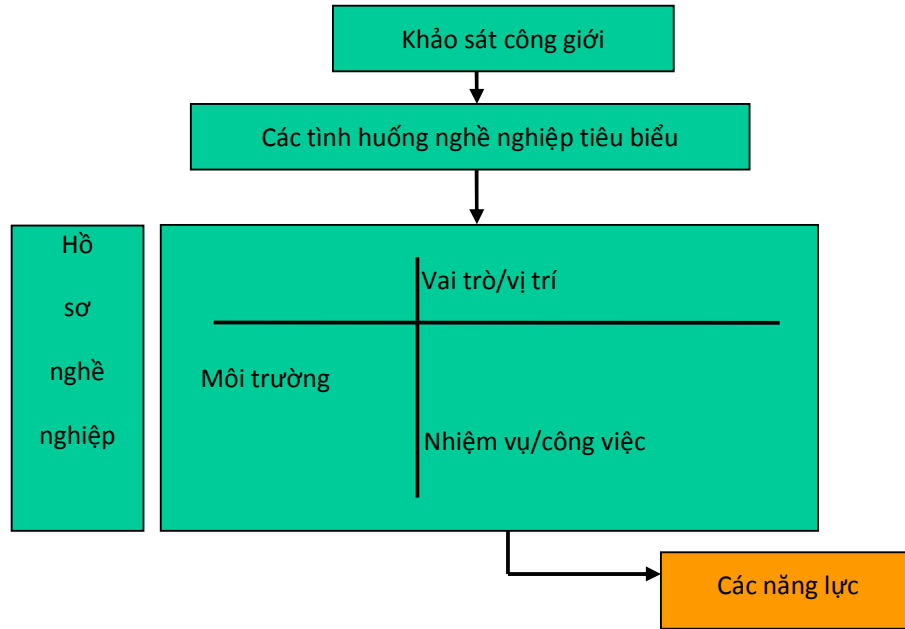 Khảo sát công giới
Các tình huống nghề nghiệp tiêu biểu
Hồ
sơ
nghề
nghiệp
Vai trò/vị trí
Môi trường
Nhiệm vụ/công việc
Các năng lực